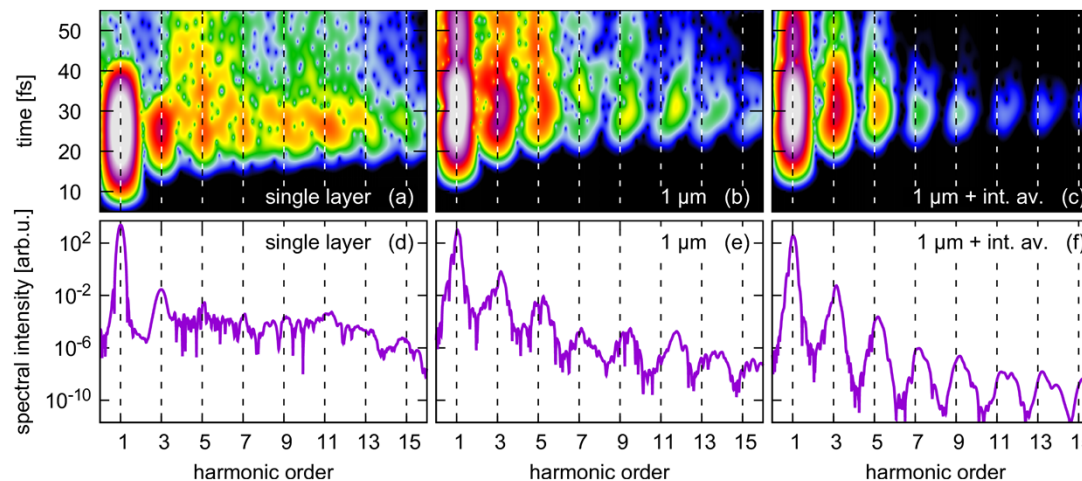 50
40
30
20
10
time [fs]
single layer (a)
1 µm (b)
1 µm + int. av. (c)
10²
10⁻²
10⁻⁶
10⁻¹⁰
spectral intensity [arb.u.]
single layer (d)
1 µm (e)
1 µm + int. av. (f)
1 3 5 7 9 11 13 15
1 3 5 7 9 11 13 15
1 3 5 7 9 11 13
harmonic order
harmonic order
harmonic order